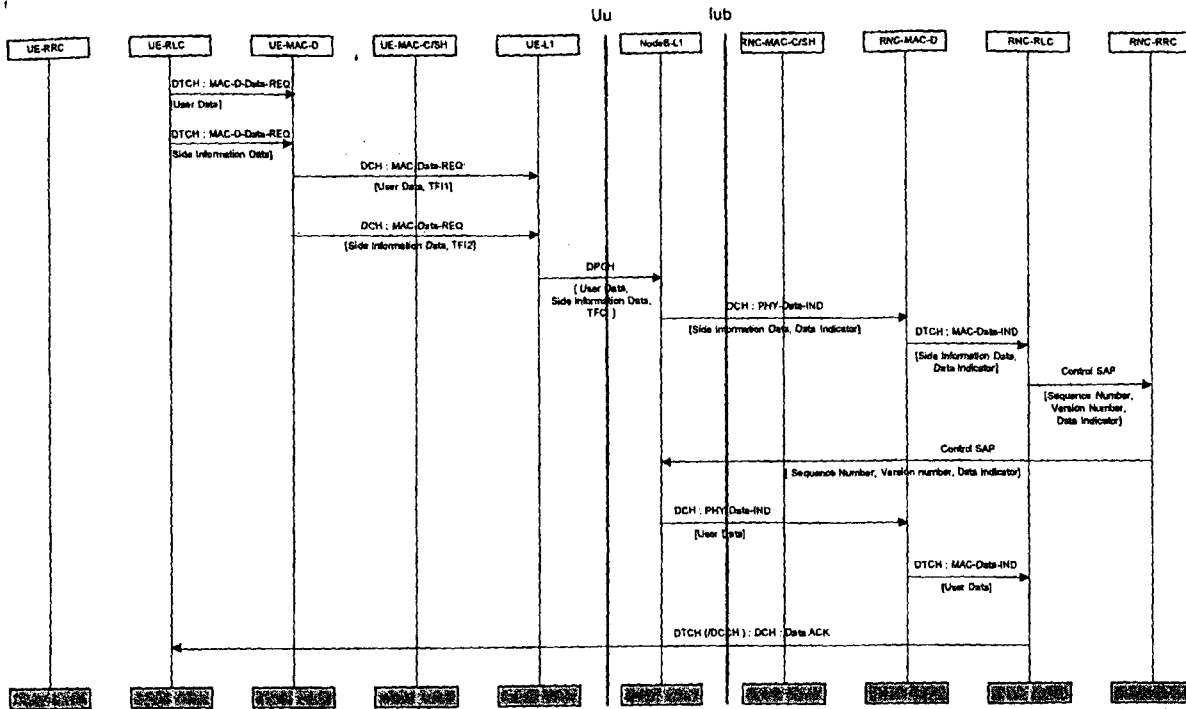 Uu
Iub
UE-RRC
UE-RLC
UE-MAC-D
UE-MAC-C/SH
UE-L1
NodeB-L1
RNC-MAC-C/SH
RNC-MAC-D
RNC-RLC
RNC-RRC
DTCH : MAC-D-Data-REQ
[User Data]
DTCH : MAC-D-Data-REQ
Side Information Data]
DCH : MAC-Data-REQ
[User Data, TFI1]
DCH : MAC-Data-REQ
[Side Information Data, TFI2]
DPCH
[ User Data,
Side Information Data,
TFCI ]
DCH : PHY-Data-IND
[Side Information Data, Data Indicator]
DTCH : MAC-Data-IND
[Side Information Data,
Data Indicator]
Control SAP
[Sequence Number,
Version Number,
Data Indicator]
Control SAP
[ Sequence Number, Version number, Data Indicator]
DCH : PHY-Data-IND
[User Data]
DTCH : MAC-Data-IND
[User Data]
DTCH (/DCCH ) : DCH : Data ACK